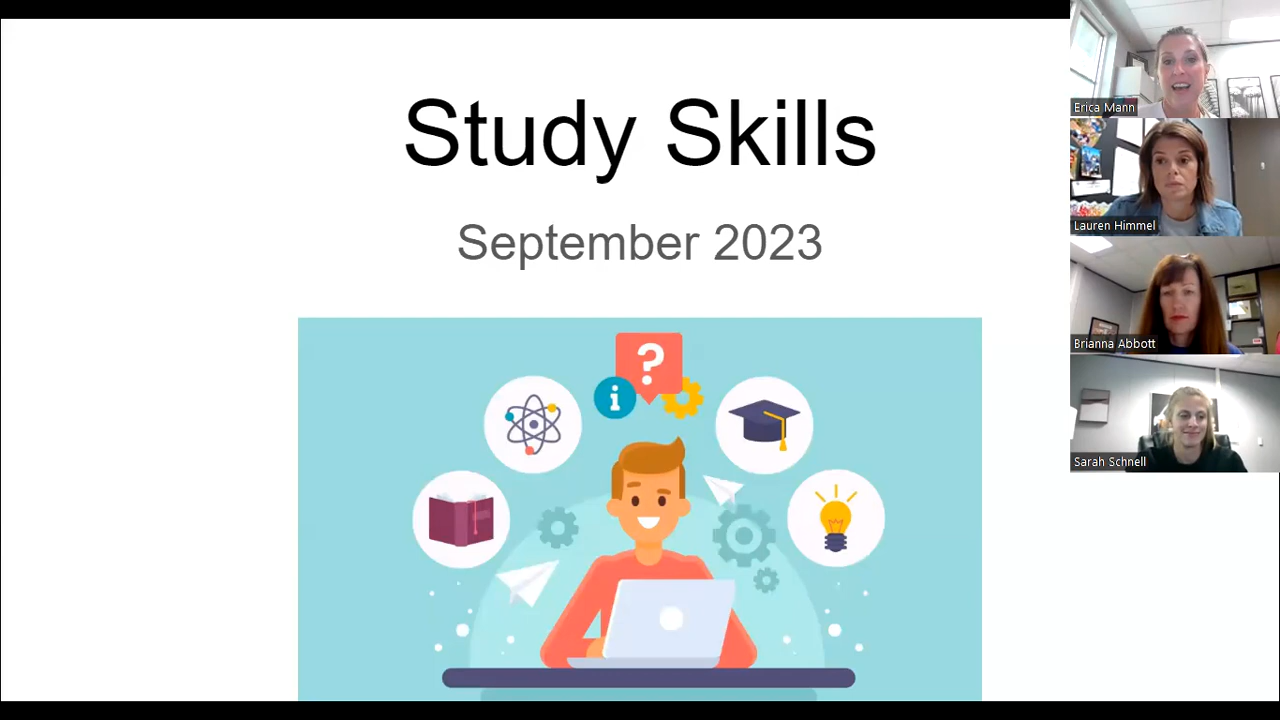 Study Skills
September 2023
?
i
Erica Mann
Lauren Himmel
Brianna Abbott
Sarah Schnell